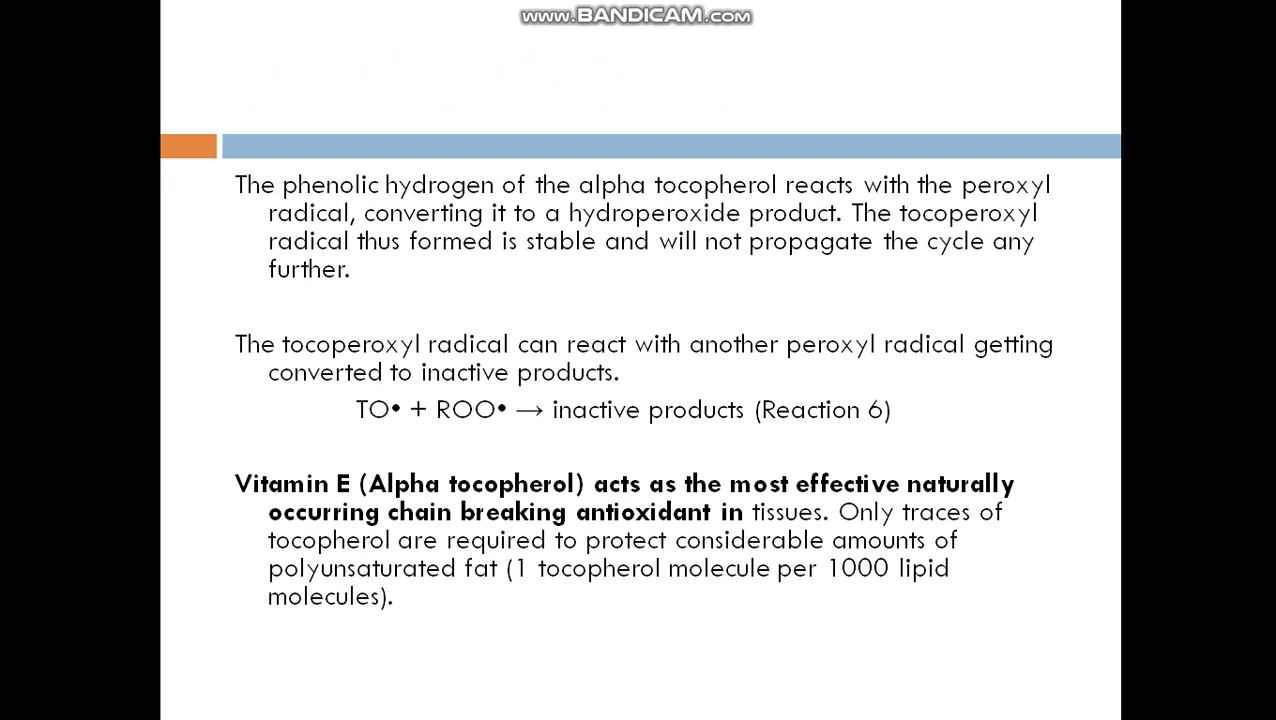 www.BANDICAM.com
The phenolic hydrogen of the alpha tocopherol reacts with the peroxyl
radical, converting it to a hydroperoxide product. The tocoperoxyl
radical thus formed is stable and will not propagate the cycle any
further.
The tocoperoxyl radical can react with another peroxyl radical getting
converted to inactive products.
TO• + ROO• → inactive products (Reaction 6)
Vitamin E (Alpha tocopherol) acts as the most effective naturally
occurring chain breaking antioxidant in tissues. Only traces of
tocopherol are required to protect considerable amounts of
polyunsaturated fat (1 tocopherol molecule per 1000 lipid
molecules).